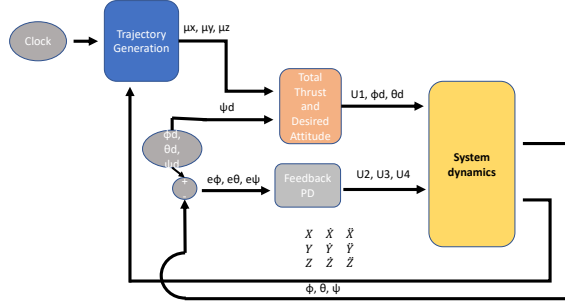 Clock
Trajectory
Generation
μx, μy, μz
Total
Thrust
and
Desired
Attitude
ψd
U1, ϕd, θd
ϕd,
θd,
ψd
+
eϕ, eθ, eψ
Feedback
PD
U2, U3, U4
System
dynamics
X Ẋ Ẍ
Y Ẏ Ÿ
Z Ż Z̈
ϕ, θ, ψ